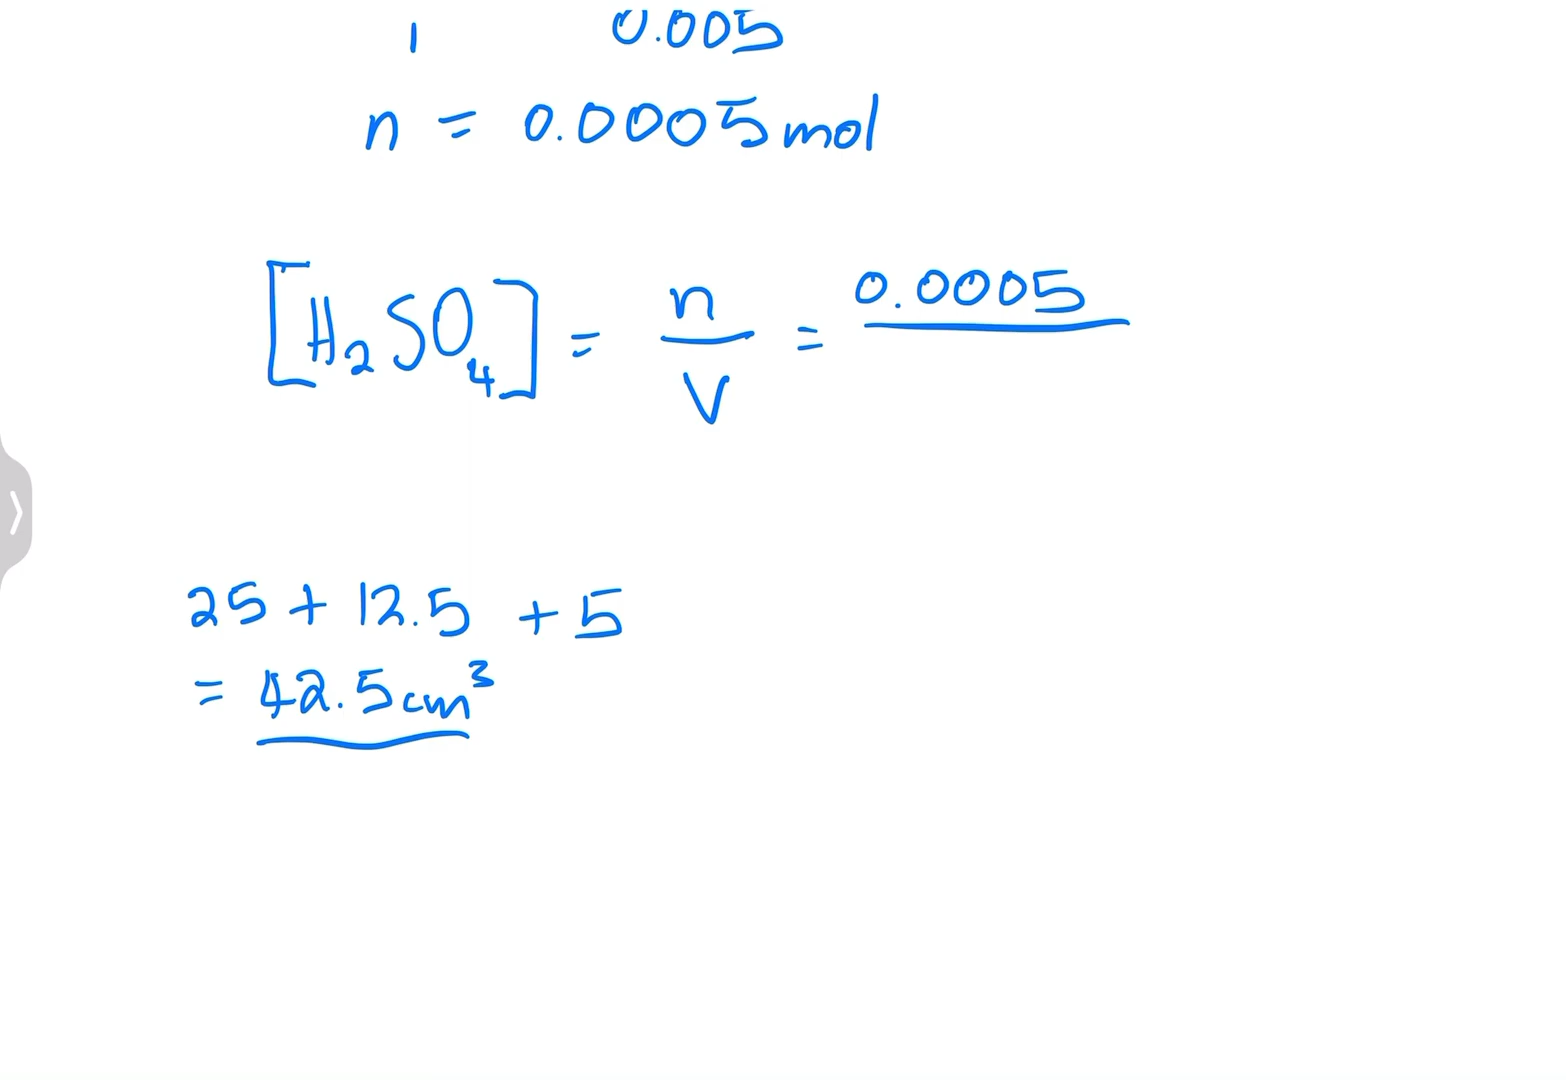 1 0.005
n = 0.0005 mol
[H₂SO₄] = n/V = 0.0005
25 + 12.5 + 5
= 42.5 cm³